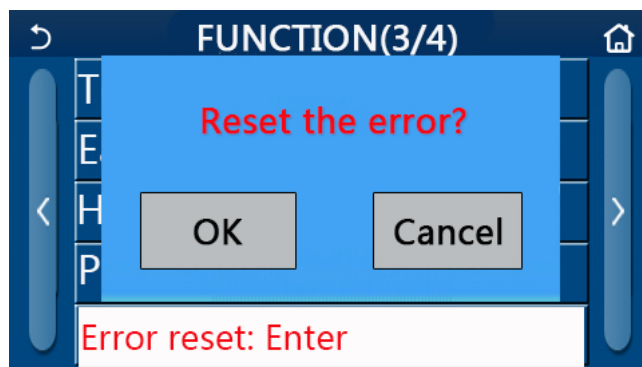 FUNCTION(3/4)
T
E
Reset the error?
H
OK Cancel
P
Error reset: Enter